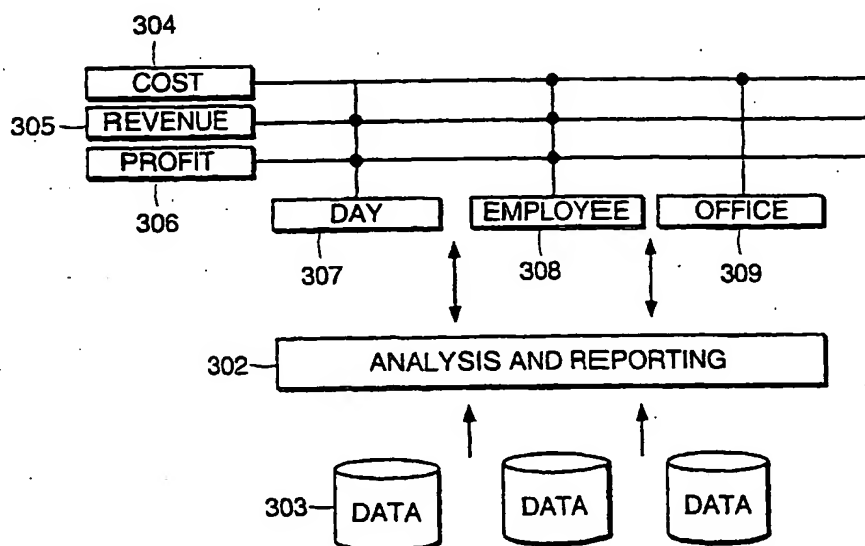 304
COST
305 REVENUE
PROFIT
306
DAY EMPLOYEE OFFICE
307 308 309
302 ANALYSIS AND REPORTING
303 DATA DATA DATA